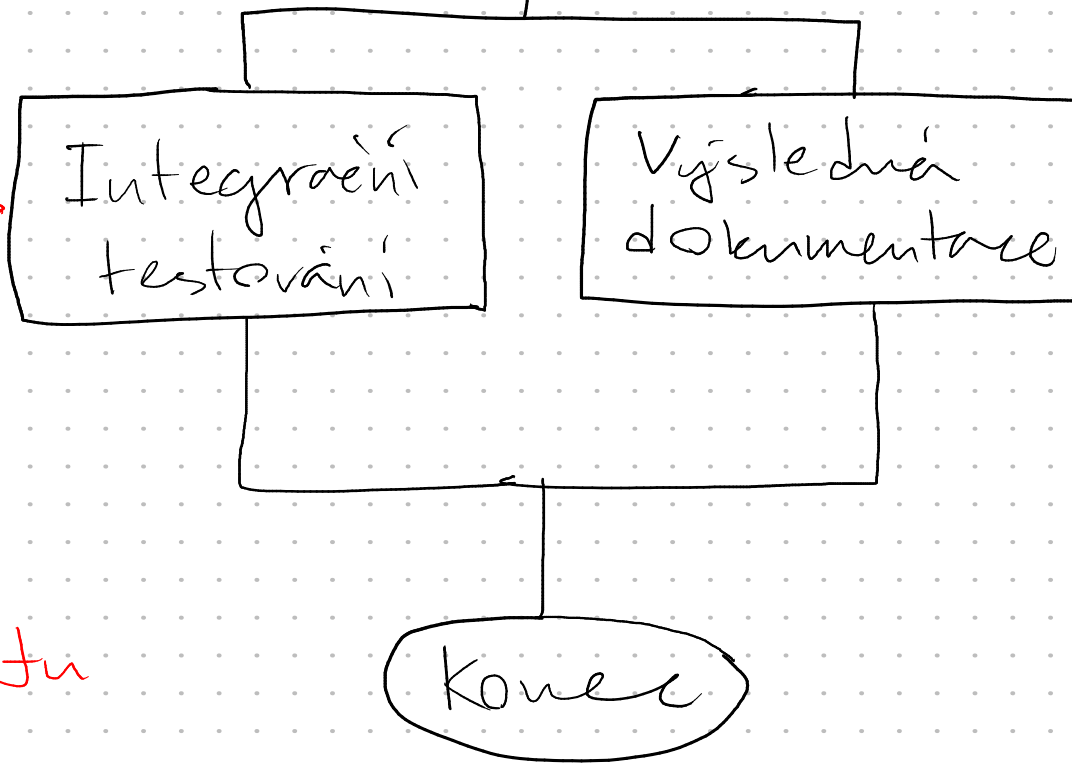 Integrační
testování
Výsledná
dokumentace
Konec